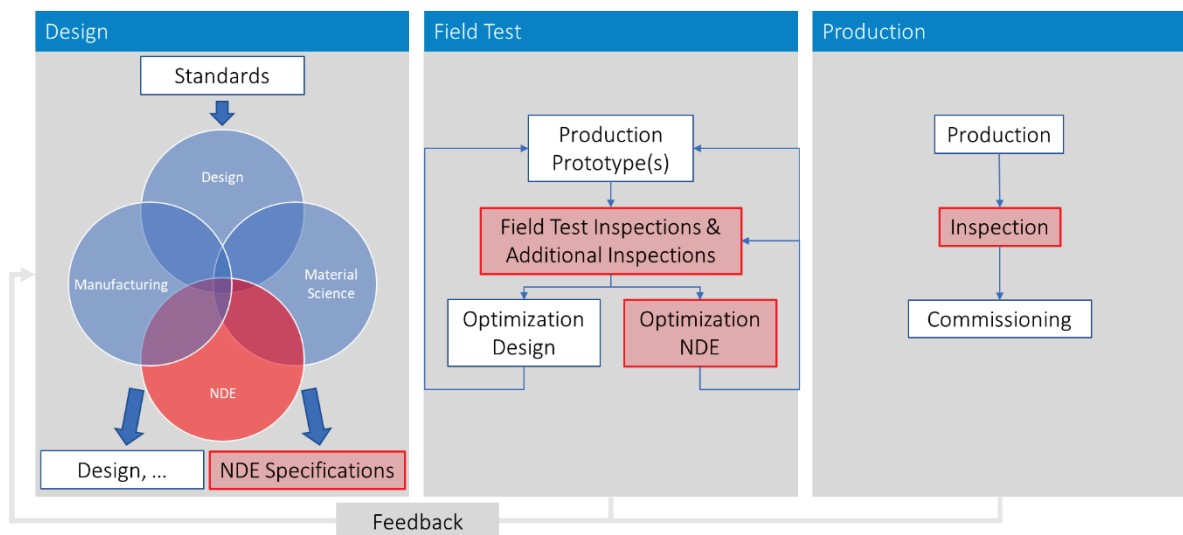 Design
Standards
Design
Manufacturing
Material
Science
NDE
Design, ...
NDE Specifications
Field Test
Production
Prototype(s)
Field Test Inspections &
Additional Inspections
Optimization
Design
Optimization
NDE
Production
Production
Inspection
Commissioning
Feedback